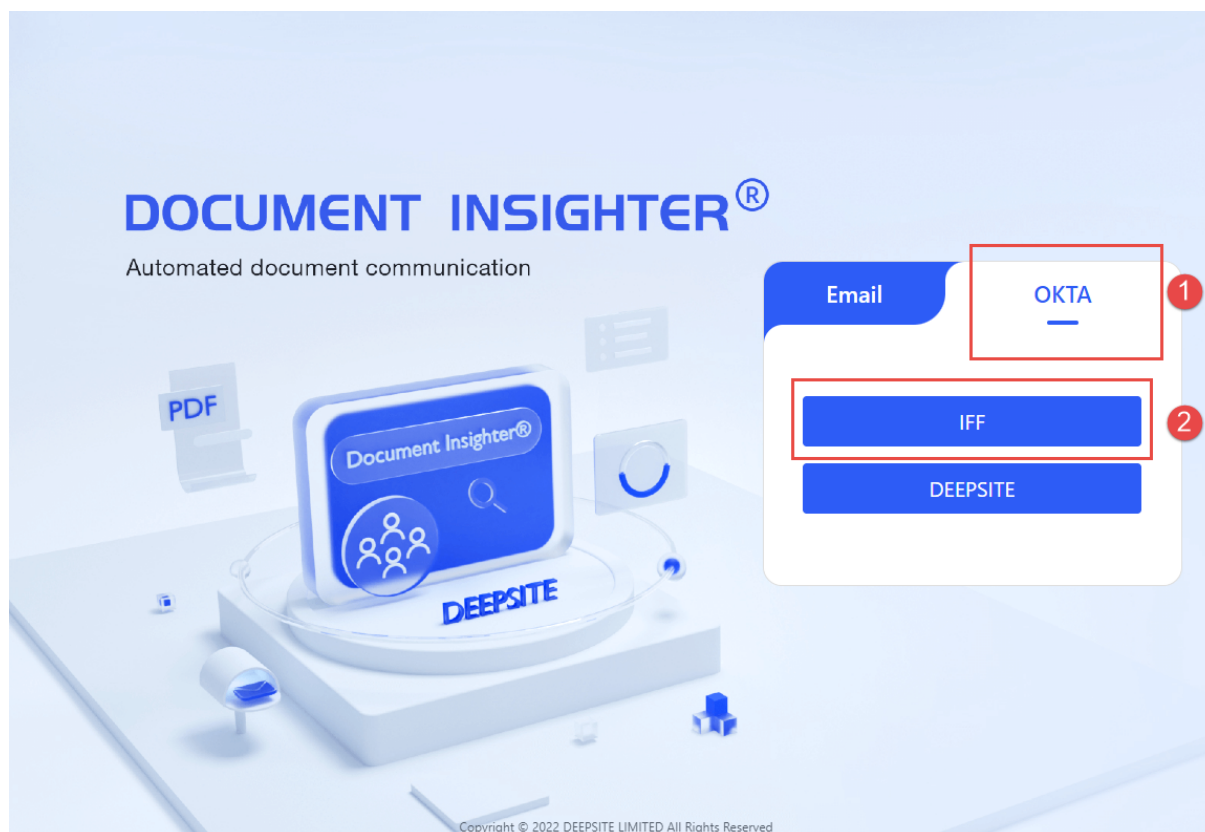 DOCUMENT INSIGHTER®
Automated document communication
Email
OKTA
1
IFF
2
DEEPSITE
PDF
Document Insighter®
DEEPSITE
Copyright © 2022 DEEPSITE LIMITED All Rights Reserved